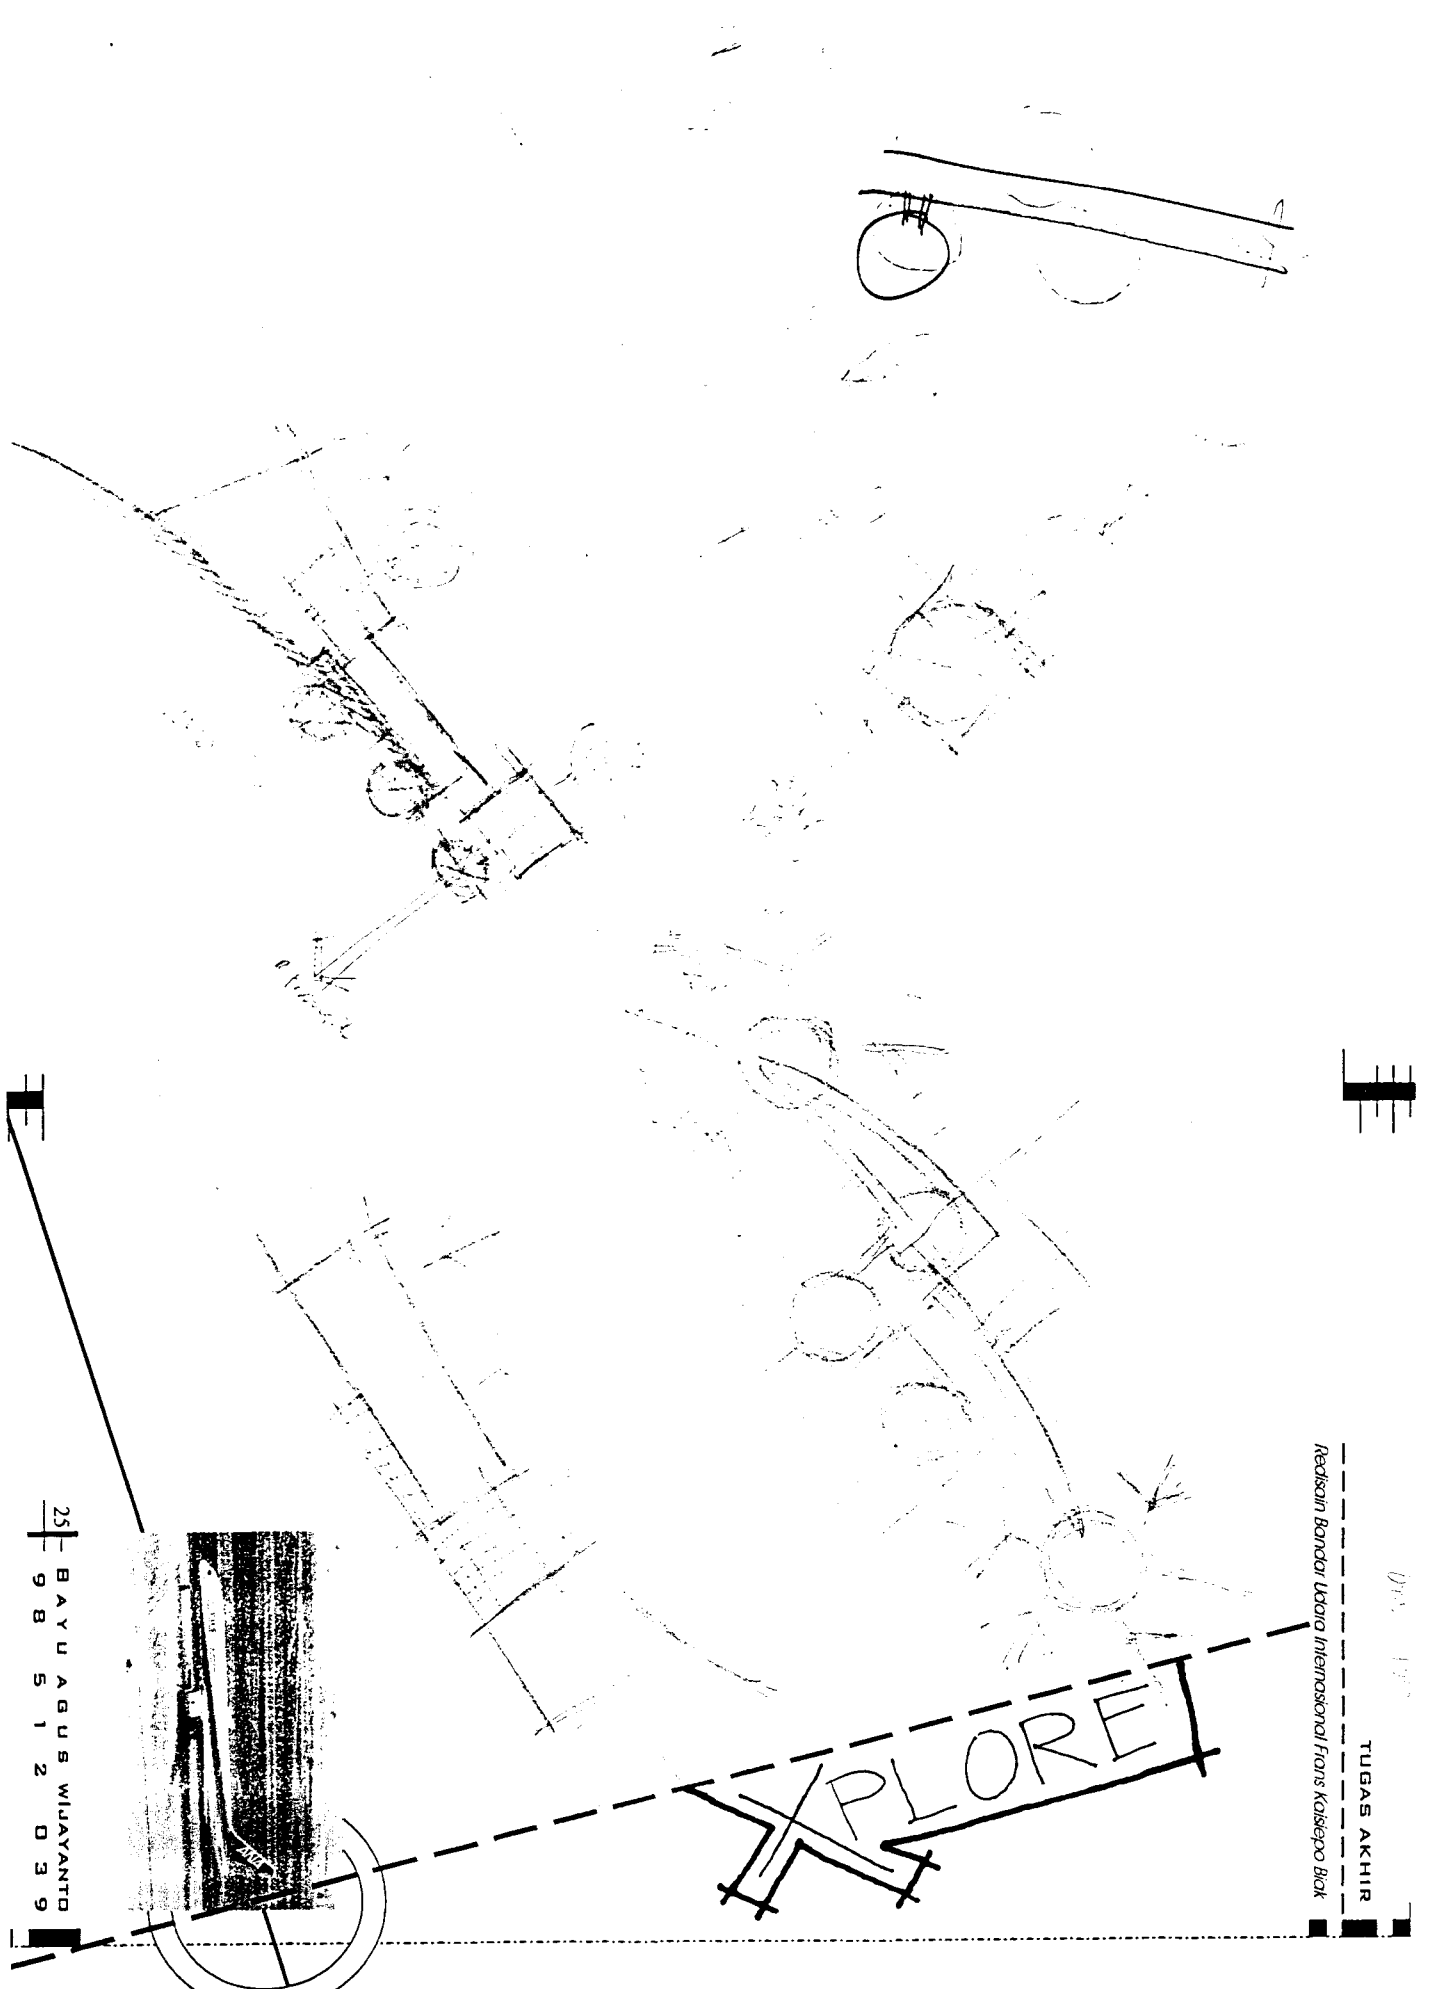 TUGAS AKHIR
Redisain Bandar Udara Internasional Frans Kaisiepo Biak
XPLORE
25
BAYU AGUS WIJAYANTO
98 512 039